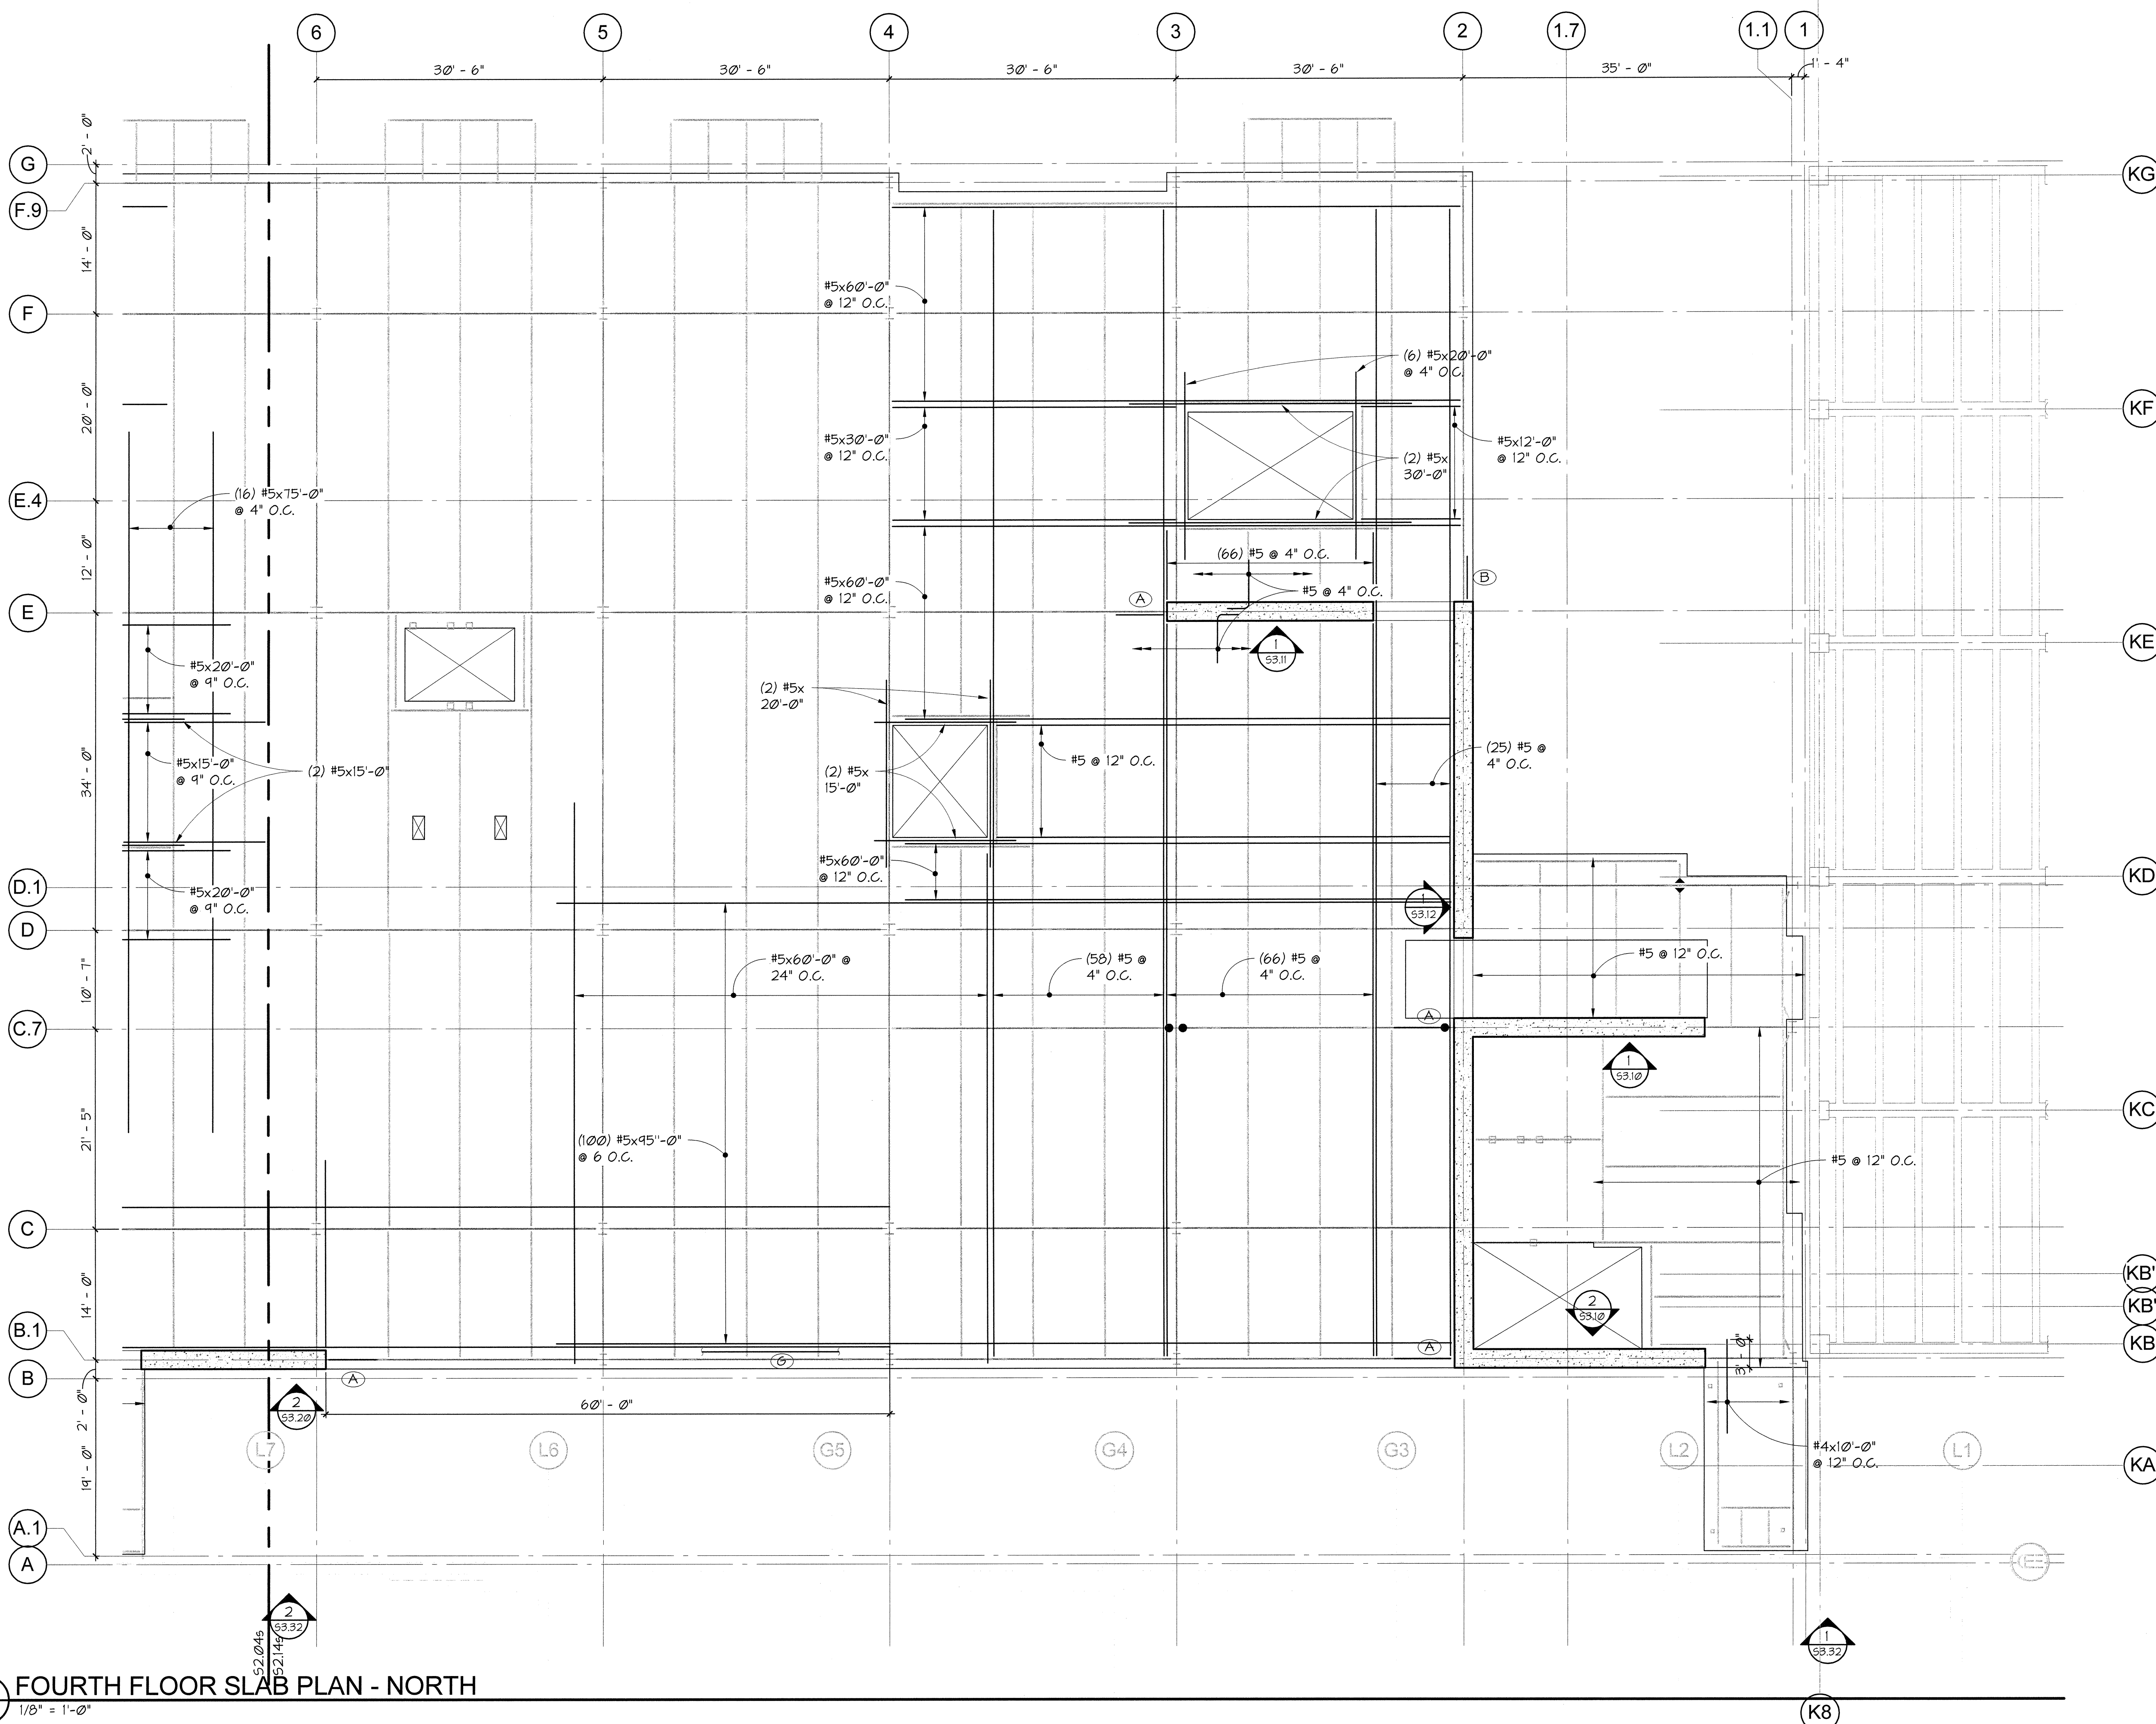 6
5
4
3
2
1.7
1.1
1
30' - 6"
30' - 6"
30' - 6"
30' - 6"
35' - 0"
1' - 4"
2' - 0"
G
KG
F.9
14' - 0"
#5x60'-0"
@ 12" O.C.
F
(6) #5x20'-0"
@ 4" O.C.
20' - 0"
KF
#5x30'-0"
@ 12" O.C.
#5x12'-0"
@ 12" O.C.
(2) #5x
30'-0"
(16) #5x75'-0"
@ 4" O.C.
E.4
12' - 0"
(66) #5 @ 4" O.C.
#5x60'-0"
@ 12" O.C.
#5 @ 4" O.C.
A
B
E
KE
1
S3.11
#5x20'-0"
@ 9" O.C.
(2) #5x
20'-0"
34' - 0"
#5x15'-0"
@ 9" O.C.
(2) #5x15'-0"
(2) #5x
15'-0"
#5 @ 12" O.C.
(25) #5 @
4" O.C.
#5x60'-0"
@ 12" O.C.
D.1
KD
#5x20'-0"
@ 9" O.C.
1
S3.12
D
10' - 7"
#5x60'-0" @
24" O.C.
(58) #5 @
4" O.C.
(66) #5 @
4" O.C.
#5 @ 12" O.C.
C.7
A
1
S3.10
KC
21' - 5"
(100) #5x95''-0"
@ 6 O.C.
#5 @ 12" O.C.
C
KB'
14' - 0"
2
S3.10
KB'
B.1
KB
A
G
3' - 0"
B
A
2' - 0"
2
S3.20
60' - 0"
19' - 0"
L7
L6
G5
G4
G3
L2
L1
#4x10'-0"
@ 12" O.C.
KA
A.1
A
2
S3.32
1
S3.32
S2.04s
S2.14s
FOURTH FLOOR SLAB PLAN - NORTH
1/8" = 1'-0"
K8